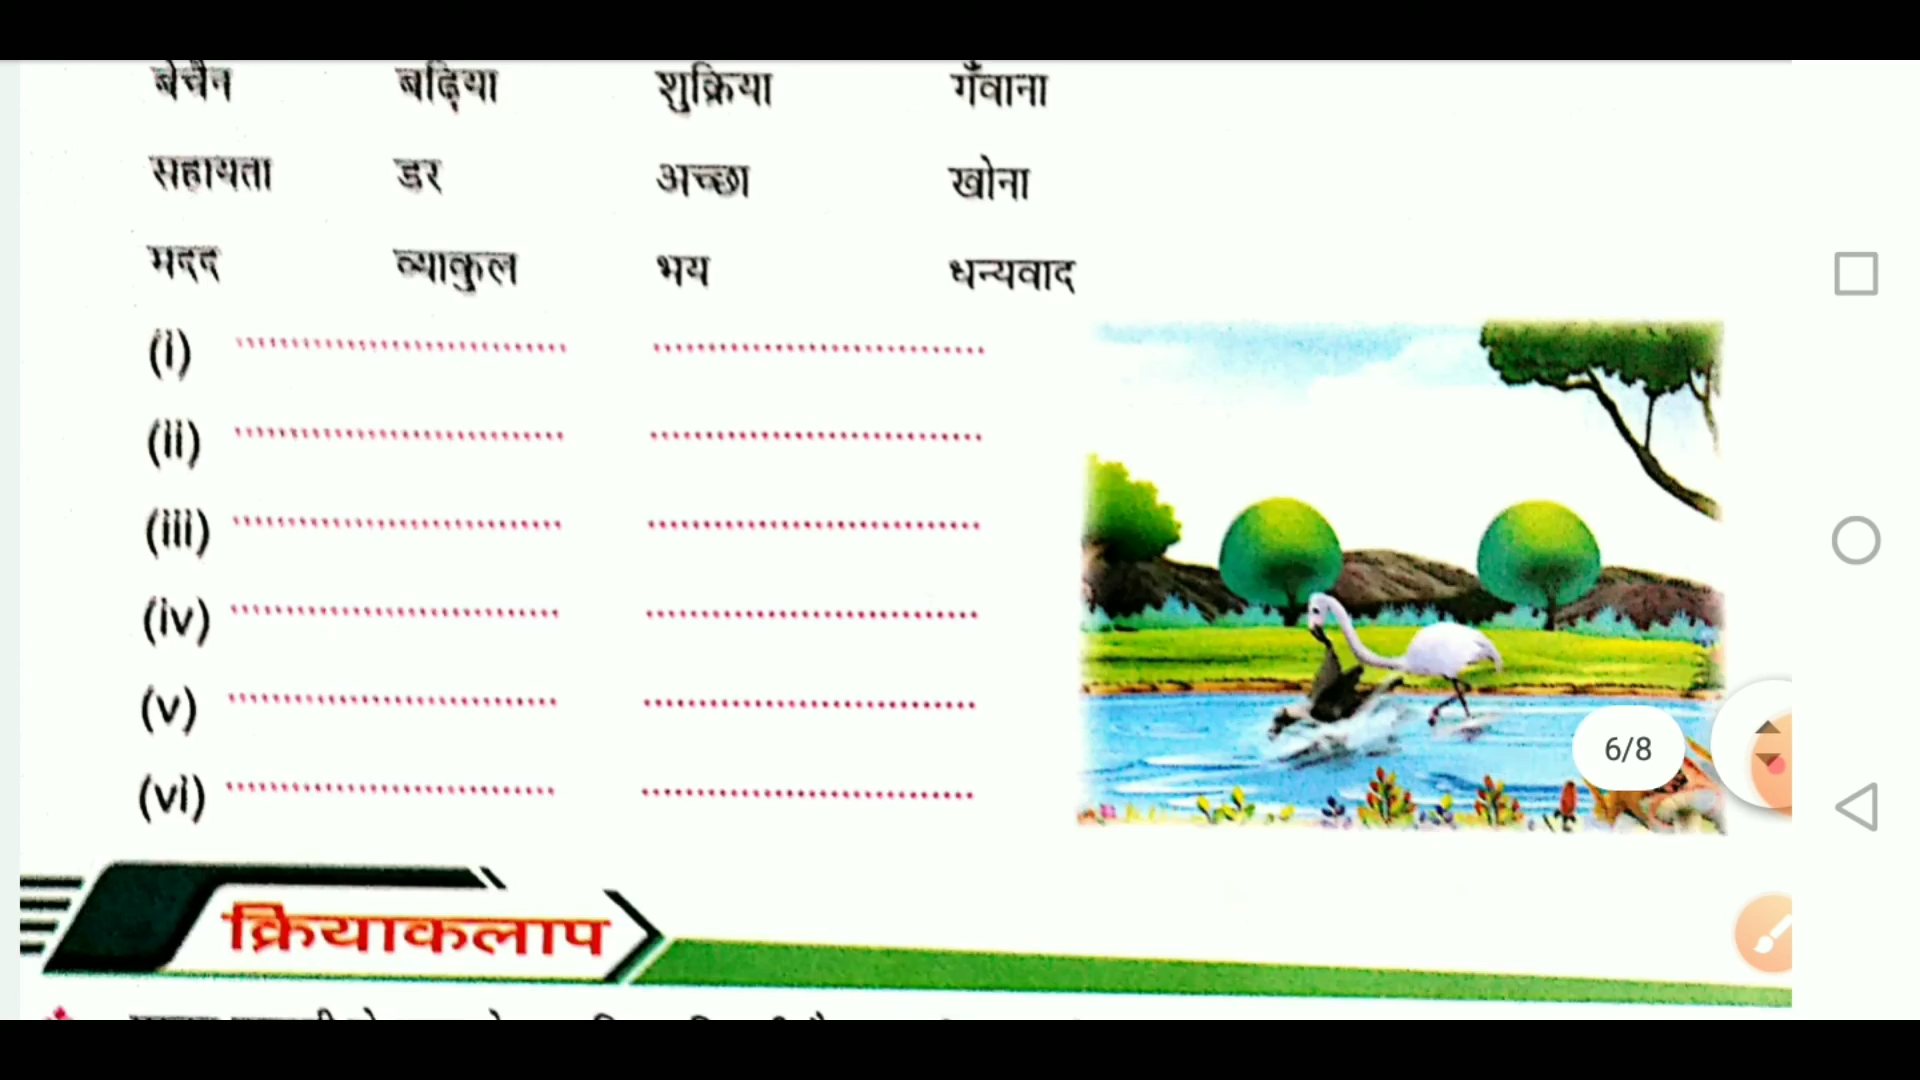 बेचैन बढ़िया शुक्रिया गँवाना
सहायता डर अच्छा खोना
मदद व्याकुल भय धन्यवाद
(i)
(ii)
(iii)
(iv)
(v)
(vi)
6/8
क्रियाकलाप